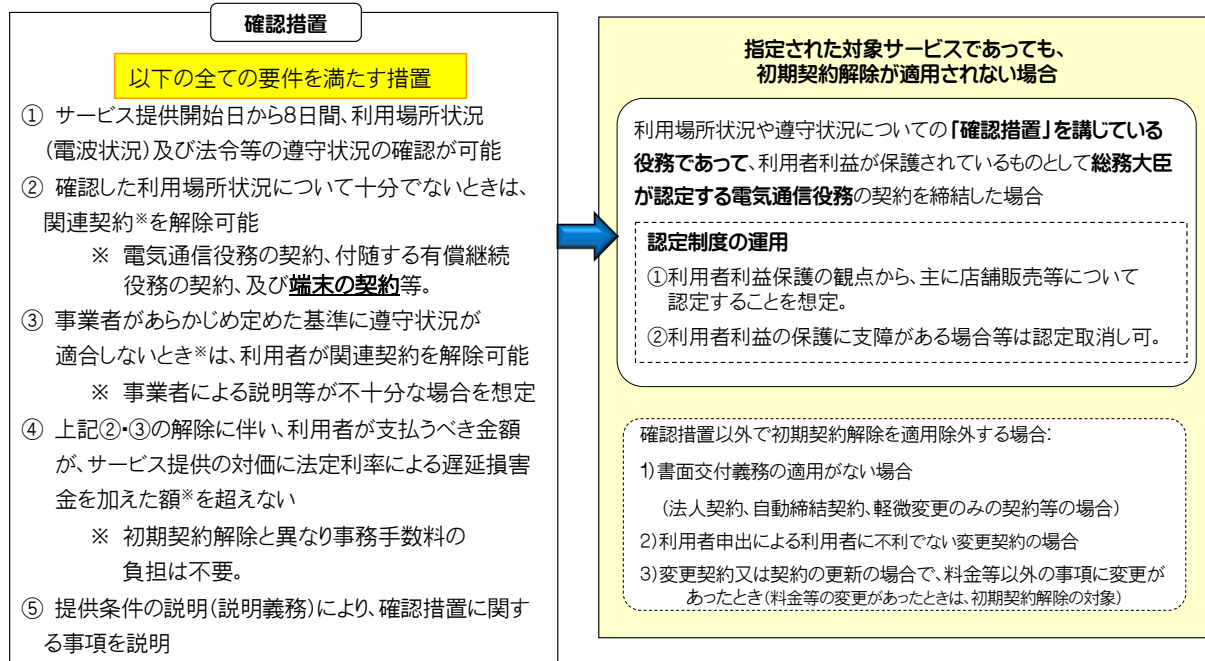 確認措置
以下の全ての要件を満たす措置
① サービス提供開始日から8日間、利用場所状況
(電波状況)及び法令等の遵守状況の確認が可能
② 確認した利用場所状況について十分でないときは、
関連契約※を解除可能
※ 電気通信役務の契約、付随する有償継続
役務の契約、及び端末の契約等。
③ 事業者があらかじめ定めた基準に遵守状況が
適合しないとき※は、利用者が関連契約を解除可能
※ 事業者による説明等が不十分な場合を想定
④ 上記②・③の解除に伴い、利用者が支払うべき金額
が、サービス提供の対価に法定利率による遅延損害
金を加えた額※を超えない
※ 初期契約解除と異なり事務手数料の
負担は不要。
⑤ 提供条件の説明(説明義務)により、確認措置に関す
る事項を説明
指定された対象サービスであっても、
初期契約解除が適用されない場合
利用場所状況や遵守状況についての「確認措置」を講じている
役務であって、利用者利益が保護されているものとして総務大臣
が認定する電気通信役務の契約を締結した場合
認定制度の運用
①利用者利益保護の観点から、主に店舗販売等について
認定することを想定。
②利用者利益の保護に支障がある場合等は認定取消し可。
確認措置以外で初期契約解除を適用除外する場合:
1)書面交付義務の適用がない場合
(法人契約、自動締結契約、軽微変更のみの契約等の場合)
2)利用者申出による利用者に不利でない変更契約の場合
3)変更契約又は契約の更新の場合で、料金等以外の事項に変更が
あったとき(料金等の変更があったときは、初期契約解除の対象)